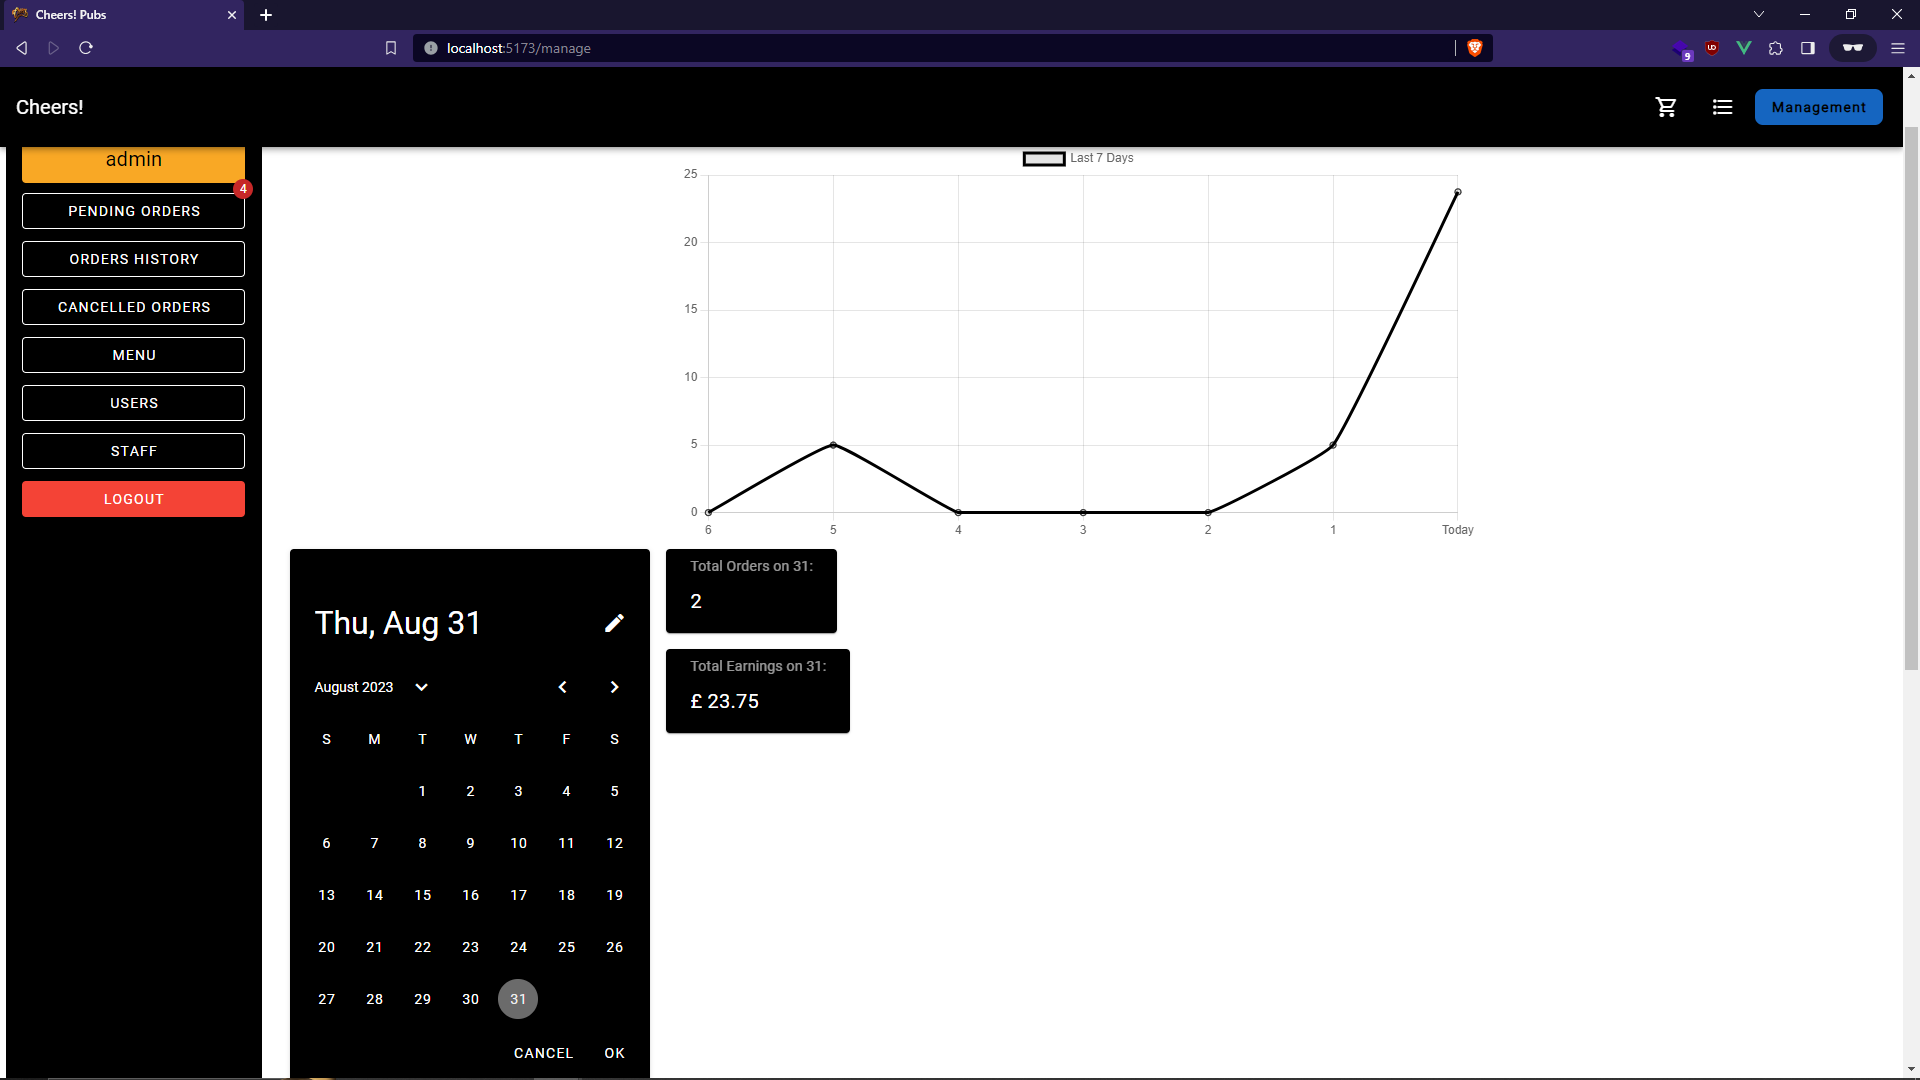 Cheers! Pubs
localhost:5173/manage
9
Cheers!
Management
admin
4
PENDING ORDERS
ORDERS HISTORY
CANCELLED ORDERS
MENU
USERS
STAFF
LOGOUT
Last 7 Days
25
20
15
10
5
0
6 5 4 3 2 1 Today
Thu, Aug 31
August 2023
S M T W T F S
1 2 3 4 5
6 7 8 9 10 11 12
13 14 15 16 17 18 19
20 21 22 23 24 25 26
27 28 29 30 31
CANCEL OK
Total Orders on 31:
2
Total Earnings on 31:
£ 23.75